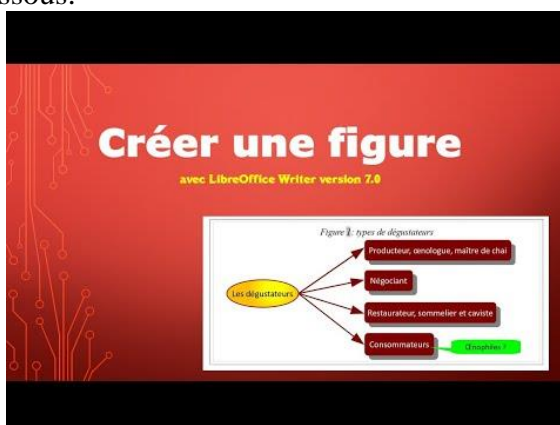 essous.
Créer une figure
avec LibreOffice Writer version 7.0
Figure 1: types de dégustateurs
Producteur, œnologue, maître de chai
Les dégustateurs
Négociant
Restaurateur, sommelier et caviste
Consommateurs
Œnophiles ?